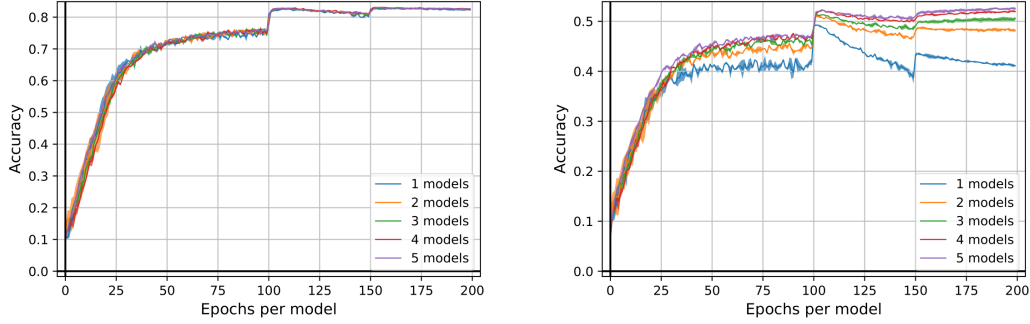 0.8
0.7
0.6
0.5
0.4
0.3
0.2
0.1
0.0
Accuracy
1 models
2 models
3 models
4 models
5 models
0 25 50 75 100 125 150 175 200
Epochs per model
0.5
0.4
0.3
0.2
0.1
0.0
Accuracy
1 models
2 models
3 models
4 models
5 models
0 25 50 75 100 125 150 175 200
Epochs per model